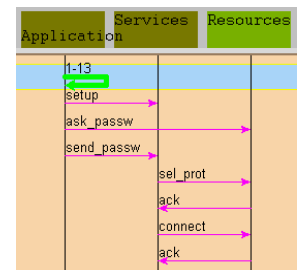 Application
Services
Resources
1-13
setup
ask_passw
send_passw
sel_prot
ack
connect
ack